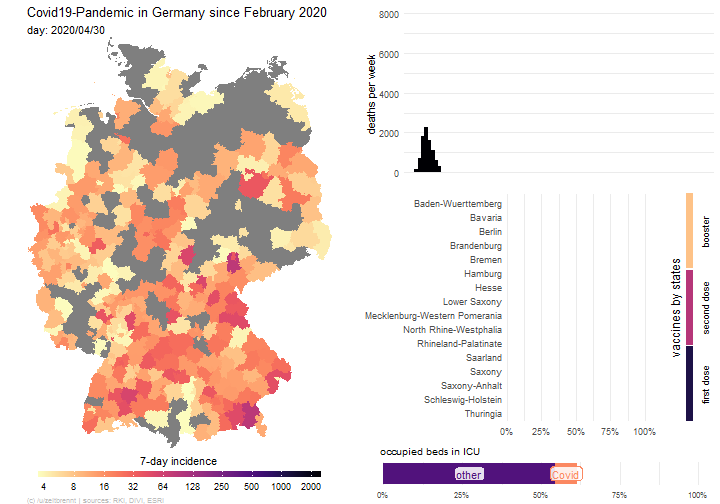 Covid19-Pandemic in Germany since February 2020
day: 2020/04/30
7-day incidence
4 8 16 32 64 128 250 500 1000 2000
(c) /u/zeitbremt | sources: RKI, DIVI, ESRI
deaths per week
8000
6000
4000
2000
0
Baden-Wuerttemberg
Bavaria
Berlin
Brandenburg
Bremen
Hamburg
Hesse
Lower Saxony
Mecklenburg-Western Pomerania
North Rhine-Westphalia
Rhineland-Palatinate
Saarland
Saxony
Saxony-Anhalt
Schleswig-Holstein
Thuringia
0% 25% 50% 75% 100%
vaccines by states
booster
second dose
first dose
occupied beds in ICU
other
Covid
0% 25% 50% 75% 100%